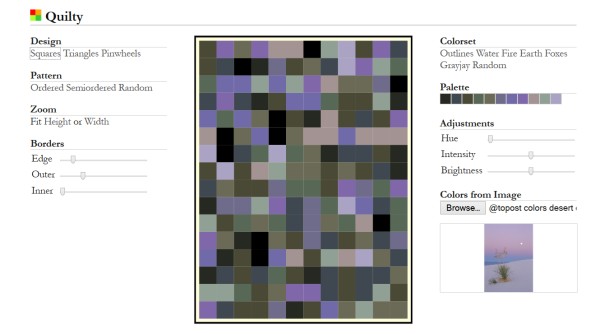 Quilty
Design
Squares Triangles Pinwheels
Pattern
Ordered Semiordered Random
Zoom
Fit Height or Width
Borders
Edge
Outer
Inner
Colorset
Outlines Water Fire Earth Foxes
Grayjay Random
Palette
Adjustments
Hue
Intensity
Brightness
Colors from Image
Browse... @topost colors desert